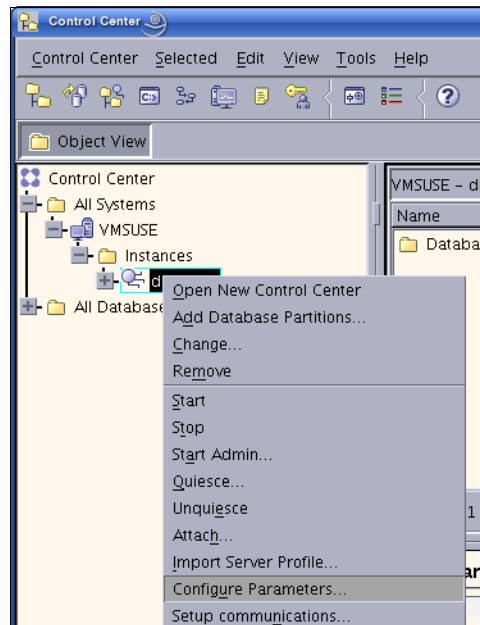 Control Center
Control Center Selected Edit View Tools Help
Object View
Control Center
All Systems
VMSUSE
Instances
d
All Database
VMSUSE - d
Name
Databa
Open New Control Center
Add Database Partitions...
Change...
Remove
Start
Stop
Start Admin...
Quiesce...
Unquiesce
Attach...
Import Server Profile...
Configure Parameters...
Setup communications...
1
ar